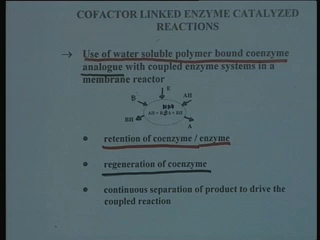 COFACTOR LINKED ENZYME CATALYZED
REACTIONS
→ Use of water soluble polymer bound coenzyme
analogue with coupled enzyme systems in a
membrane reactor
E
B AH
BH A
• retention of coenzyme / enzyme
• regeneration of coenzyme
• continuous separation of product to drive the
coupled reaction